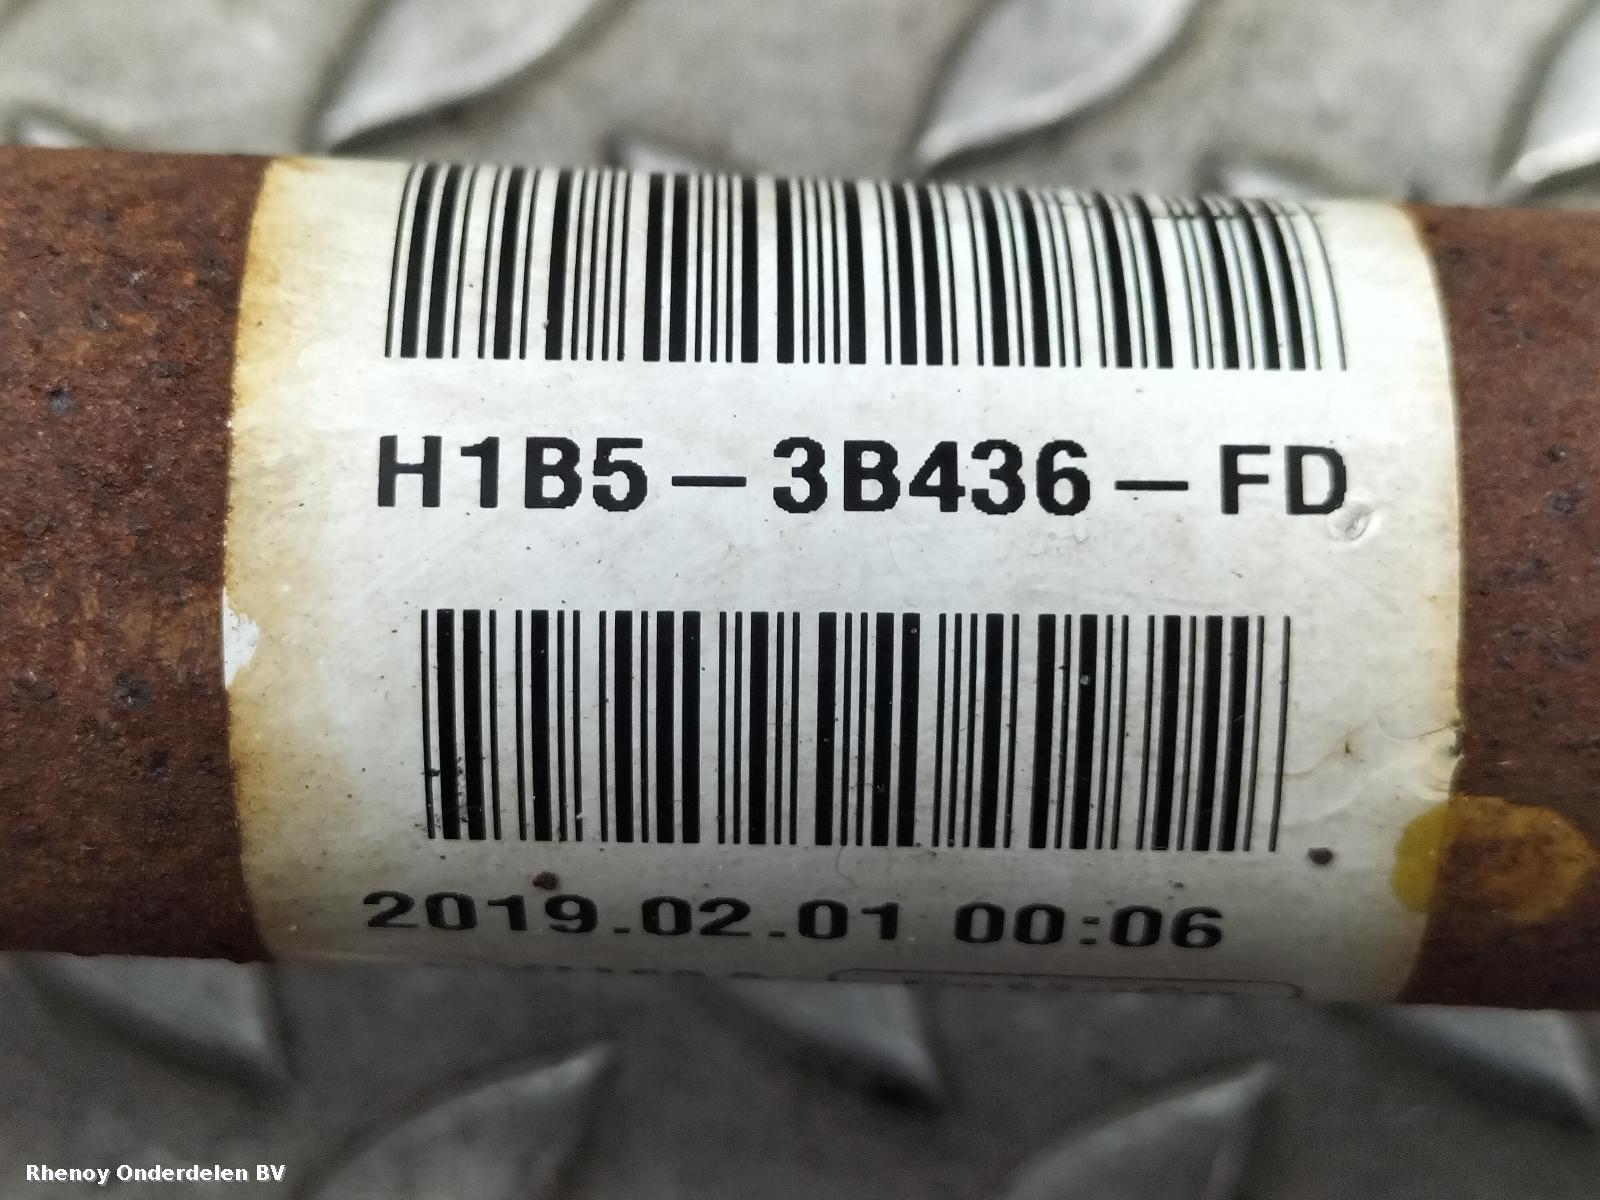 H1B5-3B436-FD
2019.02.01 00:06
Rhenoy Onderdelen BV